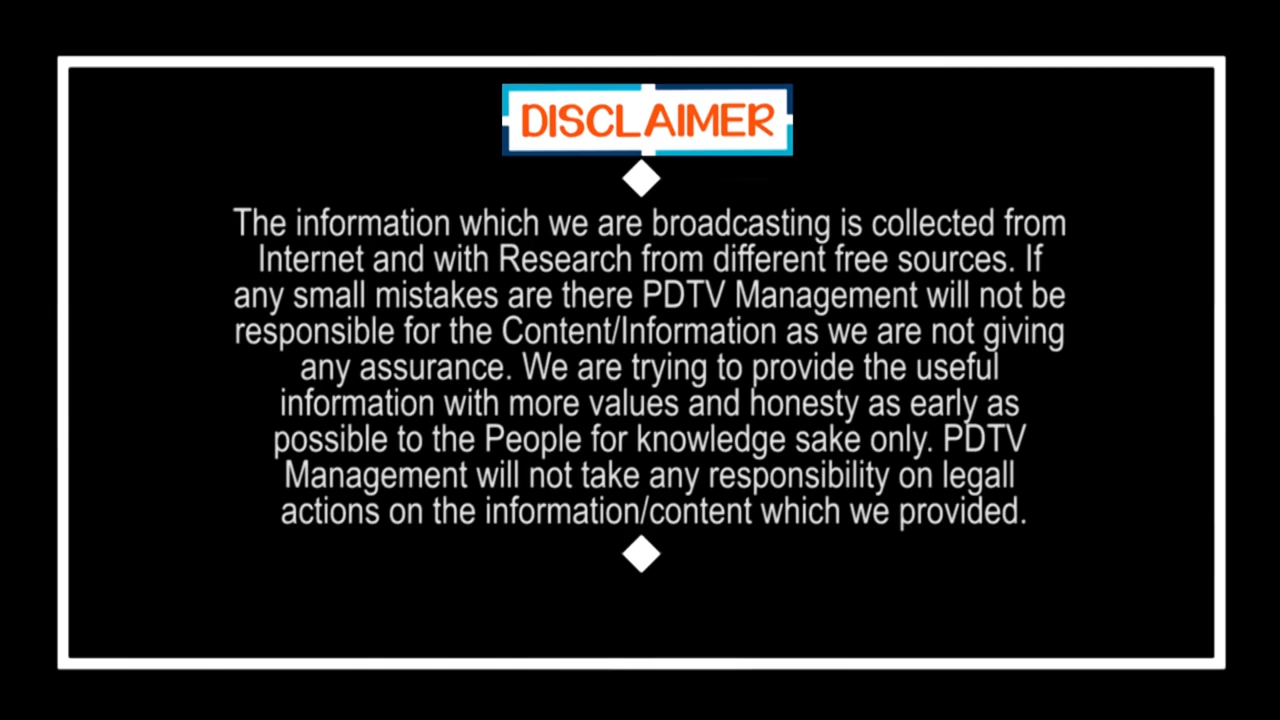 DISCLAIMER
The information which we are broadcasting is collected from
Internet and with Research from different free sources. If
any small mistakes are there PDTV Management will not be
responsible for the Content/Information as we are not giving
any assurance. We are trying to provide the useful
information with more values and honesty as early as
possible to the People for knowledge sake only. PDTV
Management will not take any responsibility on legall
actions on the information/content which we provided.